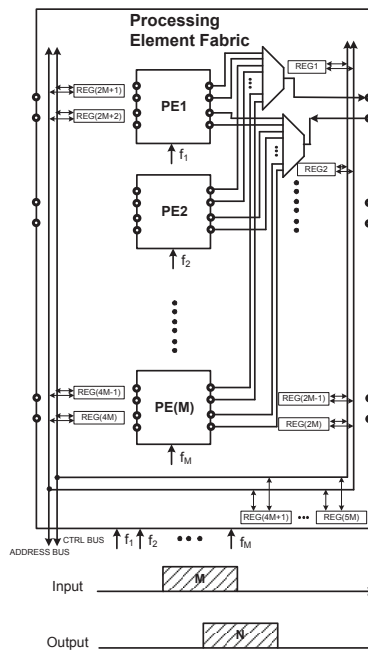 Processing
Element Fabric
REG1
REG(2M+1)
PE1
REG(2M+2)
f1
REG2
PE2
f2
REG(4M-1)
REG(2M-1)
PE(M)
REG(4M)
REG(2M)
fM
REG(4M+1)
REG(5M)
CTRL BUS
f1
f2
fM
ADDRESS BUS
Input
M
Output
N